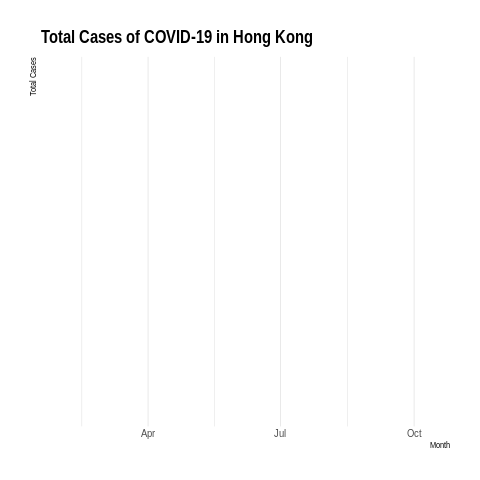 Total Cases of COVID-19 in Hong Kong
Total Cases
Apr Jul Oct
Month